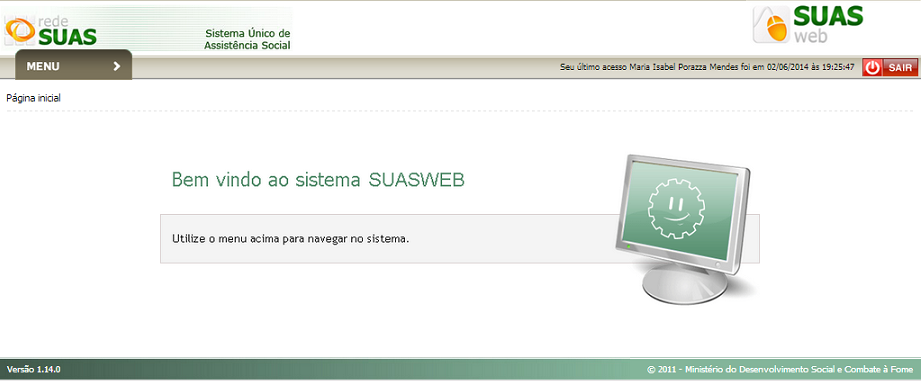 rede
SUAS
Sistema Único de
Assistência Social
SUAS
web
MENU
Seu último acesso Maria Isabel Porazza Mendes foi em 02/06/2014 às 19:25:47
SAIR
Página inicial
Bem vindo ao sistema SUASWEB
Utilize o menu acima para navegar no sistema.
Versão 1.14.0
© 2011 - Ministério do Desenvolvimento Social e Combate à Fome